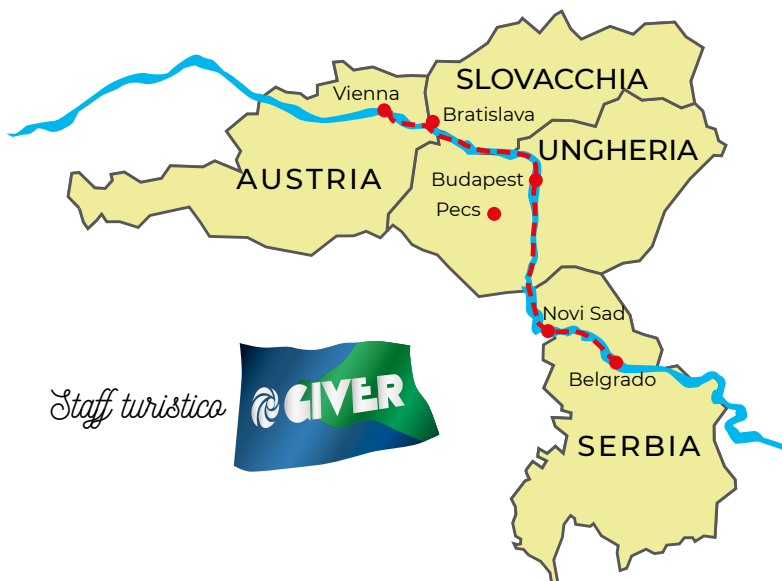 SLOVACCHIA
Vienna
Bratislava
UNGHERIA
AUSTRIA
Budapest
Pecs
Novi Sad
Belgrado
Staff turistico
GIVER
SERBIA